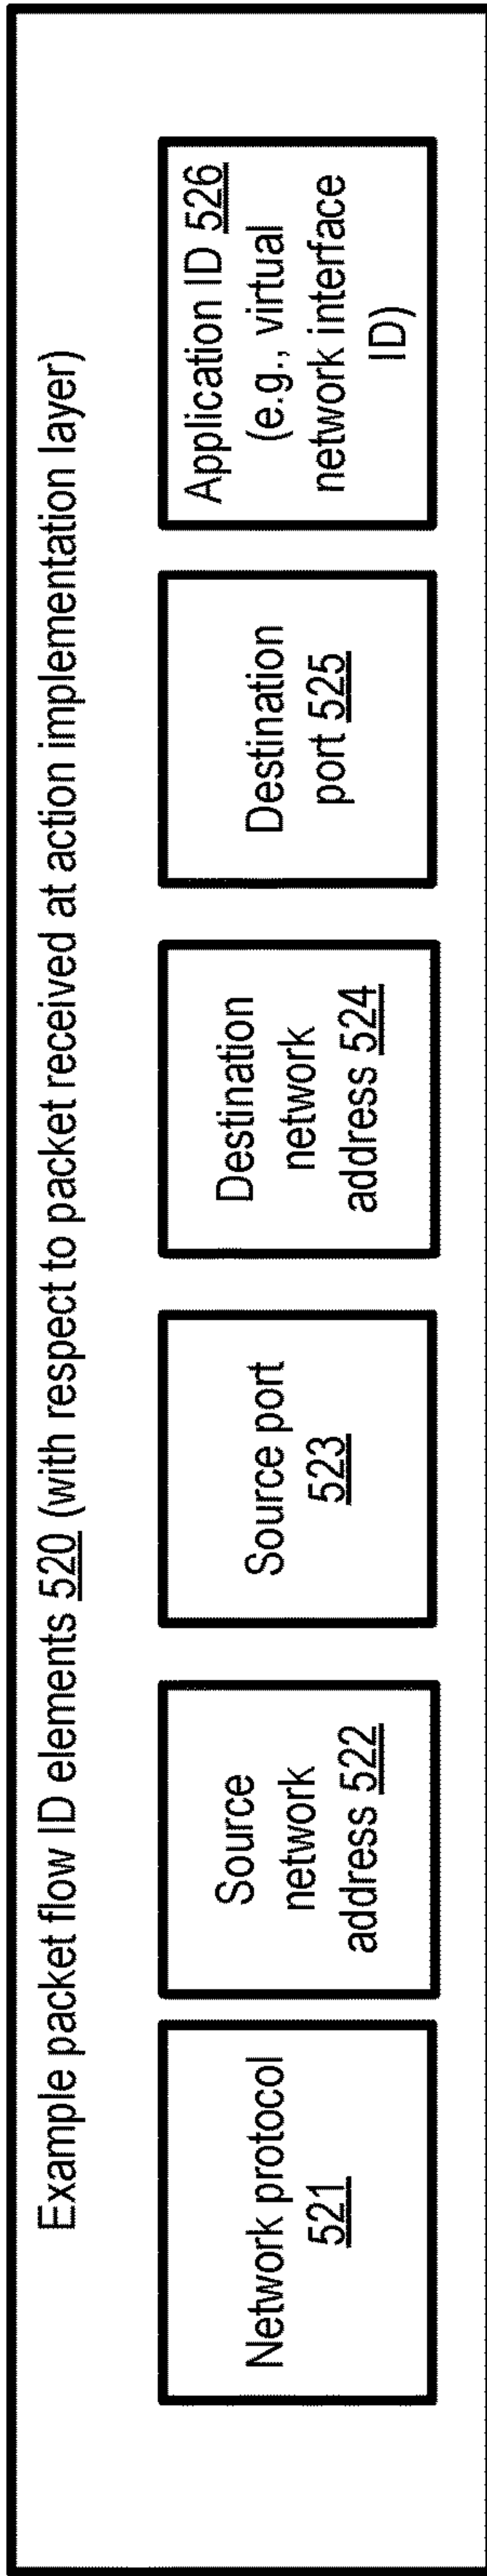 Example packet flow ID elements 520 (with respect to packet received at action implementation layer)
Network protocol
521
Source
network
address 522
Source port
523
Destination
network
address 524
Destination
port 525
Application ID 526
(e.g., virtual
network interface
ID)